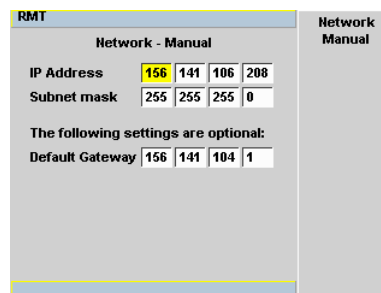 RMT
Network
Manual
Network - Manual
IP Address 156 141 106 208
Subnet mask 255 255 255 0
The following settings are optional:
Default Gateway 156 141 104 1